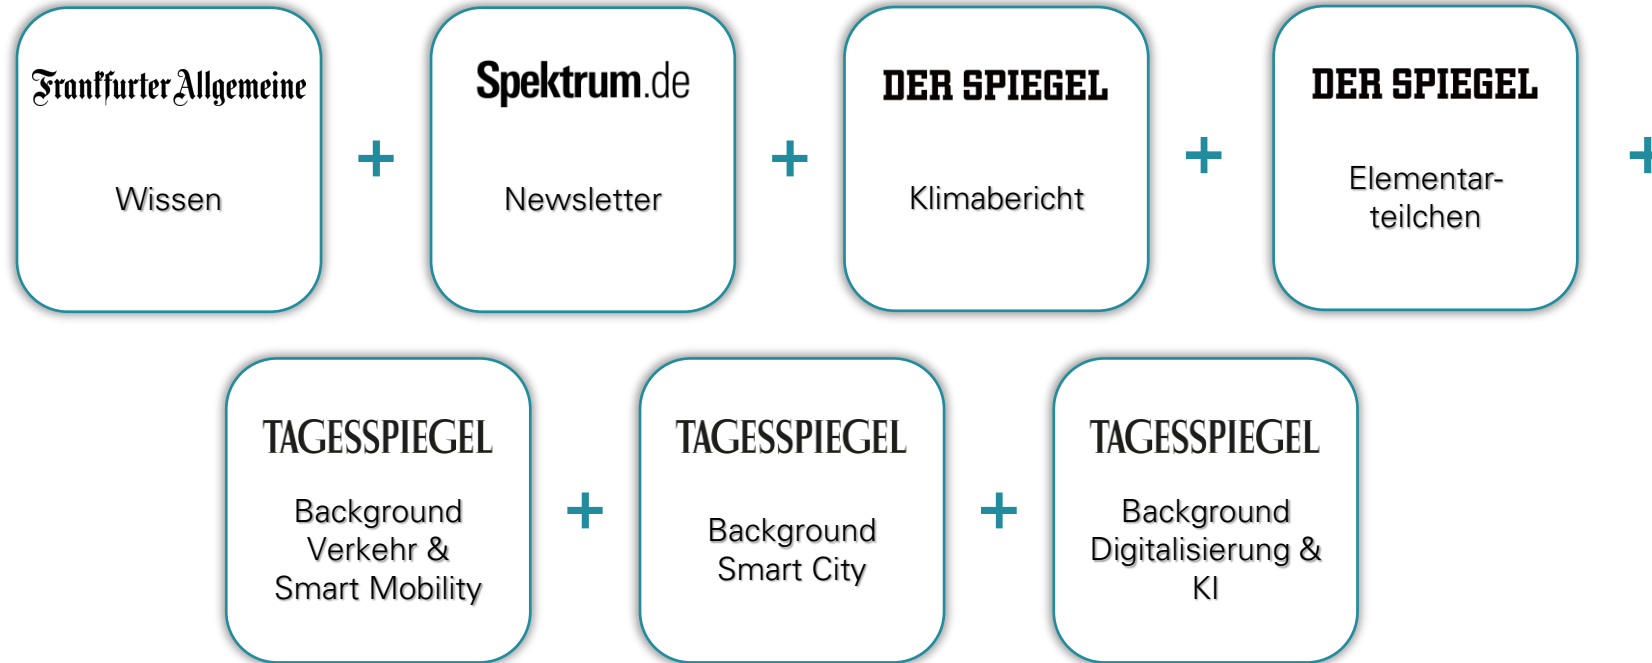 Frankfurter Allgemeine
Wissen
+
Spektrum.de
Newsletter
+
DER SPIEGEL
Klimabericht
+
DER SPIEGEL
Elementar-
teilchen
+
TAGESSPIEGEL
Background
Verkehr &
Smart Mobility
+
TAGESSPIEGEL
Background
Smart City
+
TAGESSPIEGEL
Background
Digitalisierung &
KI